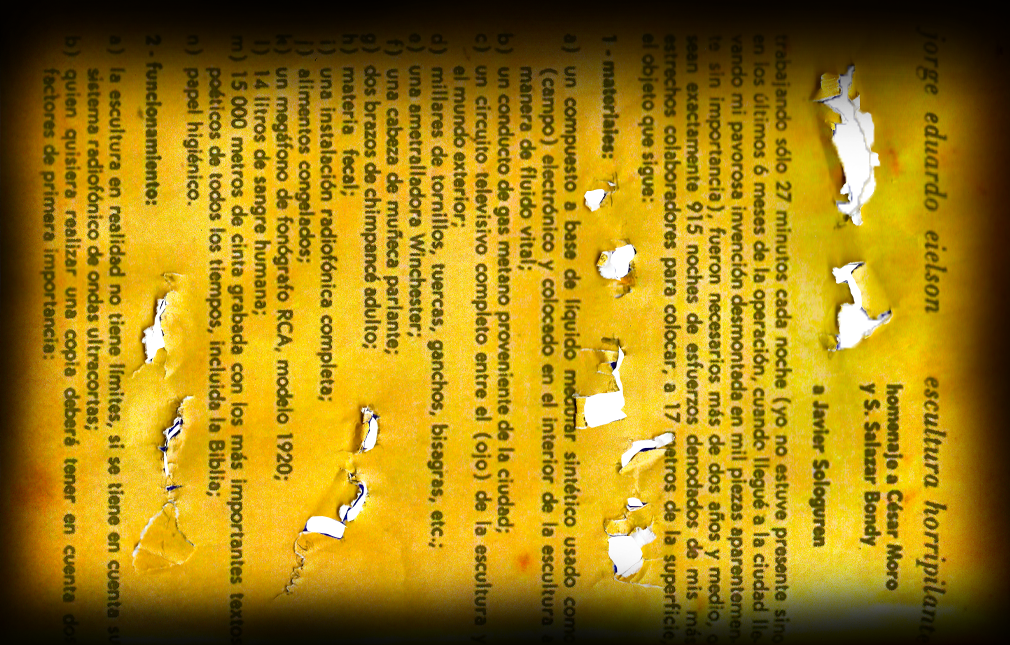 jorge eduardo eielson escultura horripilante
homenaje a César Moro
y S. Salazar Bondy
a Javier Sologuren
trabajando sólo 27 minutos cada noche (yo no estuve presente sino
en los últimos 6 meses de la operación, cuando llegué a la ciudad lle-
vando mi pavorosa invención desmontada en mil piezas aparentemen-
te sin importancia), fueron necesarios más de dos años y medio, o
sean exactamente 915 noches de esfuerzos denodados de mis más
estrechos colaboradores para colocar, a 17 metros de la superficie,
el objeto que sigue:
1 - materiales:
a) un compuesto a base de líquido medular sintético usado como
(campo) electrónico y colocado en el interior de la escultura a
manera de fluido vital;
b) un conducto de gas metano proveniente de la ciudad;
c) un circuito televisivo completo entre el (ojo) de la escultura y
el mundo exterior;
d) millares de tornillos, tuercas, ganchos, bisagras, etc.;
e) una ametralladora Winchester;
f) una cabeza de muñeca parlante;
g) dos brazos de chimpancé adulto;
h) materia fecal;
i) una instalación radiofónica completa;
j) alimentos congelados;
k) un megáfono de fonógrafo RCA, modelo 1920;
l) 14 litros de sangre humana;
m) 15 000 metros de cinta grabada con los más importantes textos
poéticos de todos los tiempos, incluída la Biblia;
n) papel higiénico.
2 - funcionamiento:
a) la escultura en realidad no tiene límites, si se tiene en cuenta su
sistema radiofónico de ondas ultracortas;
b) quien quisiera realizar una copia deberá tener en cuenta dos
factores de primera importancia: